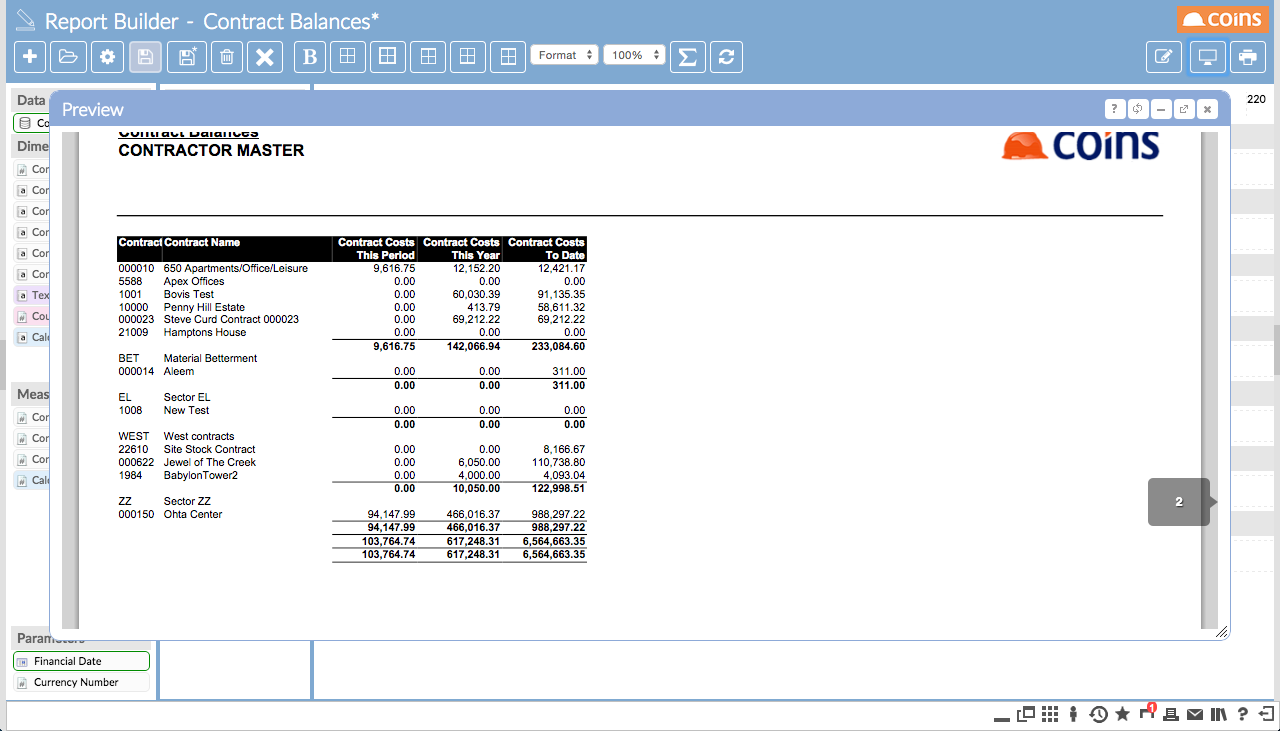 Report Builder - Contract Balances*
coins
B
Format
100%
Σ
Data
220
Preview
?
Co
Dime
Con
Con
Con
Con
Con
Con
Tex
Cou
Calc
Meas
Con
Con
Con
Calc
Contract Balances
CONTRACTOR MASTER
coins
Contract Contract Name Contract Costs This Period Contract Costs This Year Contract Costs To Date
000010 650 Apartments/Office/Leisure 9,616.75 12,152.20 12,421.17
5588 Apex Offices 0.00 0.00 0.00
1001 Bovis Test 0.00 60,030.39 91,135.35
10000 Penny Hill Estate 0.00 413.79 58,611.32
000023 Steve Curd Contract 000023 0.00 69,212.22 69,212.22
21009 Hamptons House 0.00 0.00 0.00
9,616.75 142,066.94 233,084.60
BET Material Betterment
000014 Aleem 0.00 0.00 311.00
0.00 0.00 311.00
EL Sector EL
1008 New Test 0.00 0.00 0.00
0.00 0.00 0.00
WEST West contracts
22610 Site Stock Contract 0.00 0.00 8,166.67
000622 Jewel of The Creek 0.00 6,050.00 110,738.80
1984 BabylonTower2 0.00 4,000.00 4,093.04
0.00 10,050.00 122,998.51
ZZ Sector ZZ
000150 Ohta Center 94,147.99 466,016.37 988,297.22
94,147.99 466,016.37 988,297.22
103,764.74 617,248.31 6,564,663.35
103,764.74 617,248.31 6,564,663.35
2
Parameters
Financial Date
Currency Number
1
?